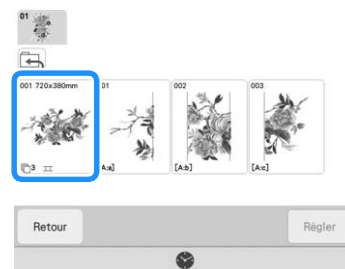 01
001 720x380mm
01
002
003
3
A:a]
[A:b]
[A:c]
Retour
Régler